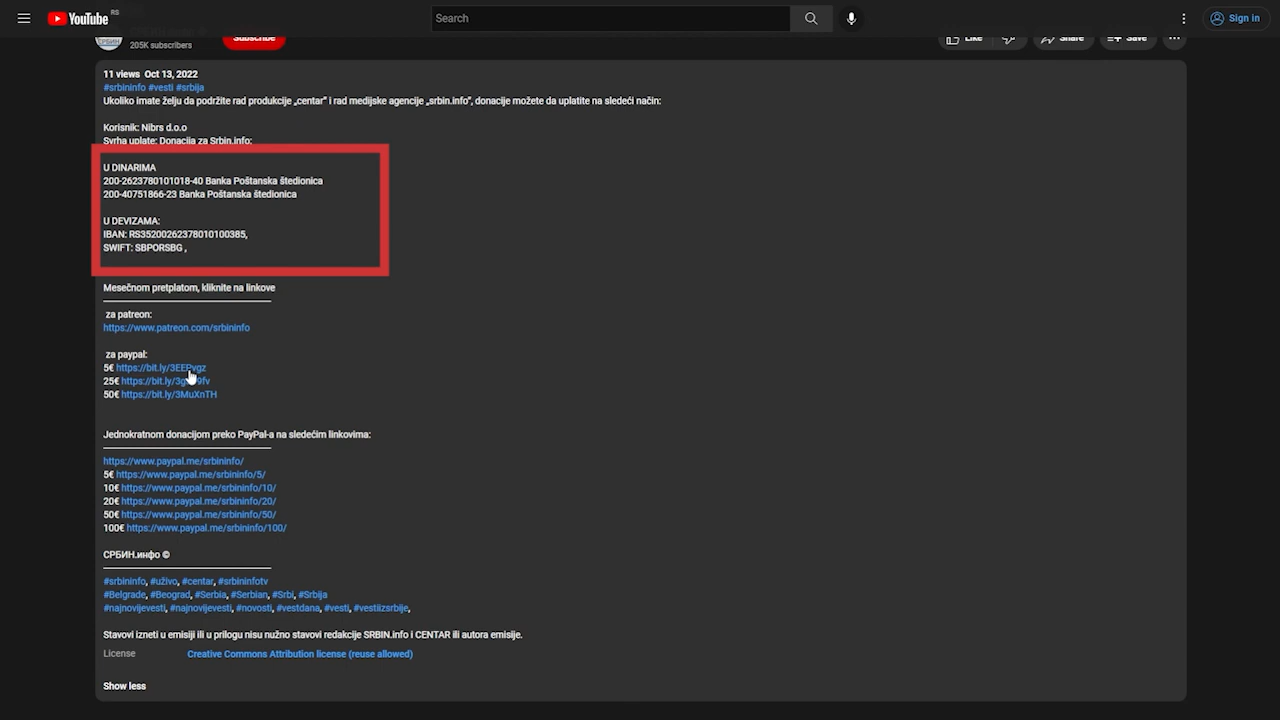 YouTube RS
Search
Sign in
СРБИН
205K subscribers
Subscribe
Like
Share
Save
11 views Oct 13, 2022
#srbininfo #vesti #srbija
Ukoliko imate želju da podržite rad produkcije „centar" i rad medijske agencije „srbin.info", donacije možete da uplatite na sledeći način:
Korisnik: Nibrs d.o.o
Svrha uplate: Donacija za Srbin.info:
U DINARIMA
200-2623780101018-40 Banka Poštanska štedionica
200-40751866-23 Banka Poštanska štedionica
U DEVIZAMA:
IBAN: RS35200262378010100385,
SWIFT: SBPORSBG ,
Mesečnom pretplatom, kliknite na linkove
za patreon:
https://www.patreon.com/srbininfo
za paypal:
5€ https://bit.ly/3EEPvgz
25€
50€ https://bit.ly/3MuXnTH
Jednokratnom donacijom preko PayPal-a na sledećim linkovima:
https://www.paypal.me/srbininfo/
5€ https://www.paypal.me/srbininfo/5/
10€ https://www.paypal.me/srbininfo/10/
20€ https://www.paypal.me/srbininfo/20/
50€ https://www.paypal.me/srbininfo/50/
100€ https://www.paypal.me/srbininfo/100/
СРБИН.инфо ©
#srbininfo, #uživo, #centar, #srbininfotv
#Belgrade, #Beograd, #Serbia, #Serbian, #Srbi, #Srbija
#najnovijevesti, #najnovijevesti, #novosti, #vestdana, #vesti, #vestiizsrbije,
Stavovi izneti u emisiji ili u prilogu nisu nužno stavovi redakcije SRBIN.info i CENTAR ili autora emisije.
License
Creative Commons Attribution license (reuse allowed)
Show less